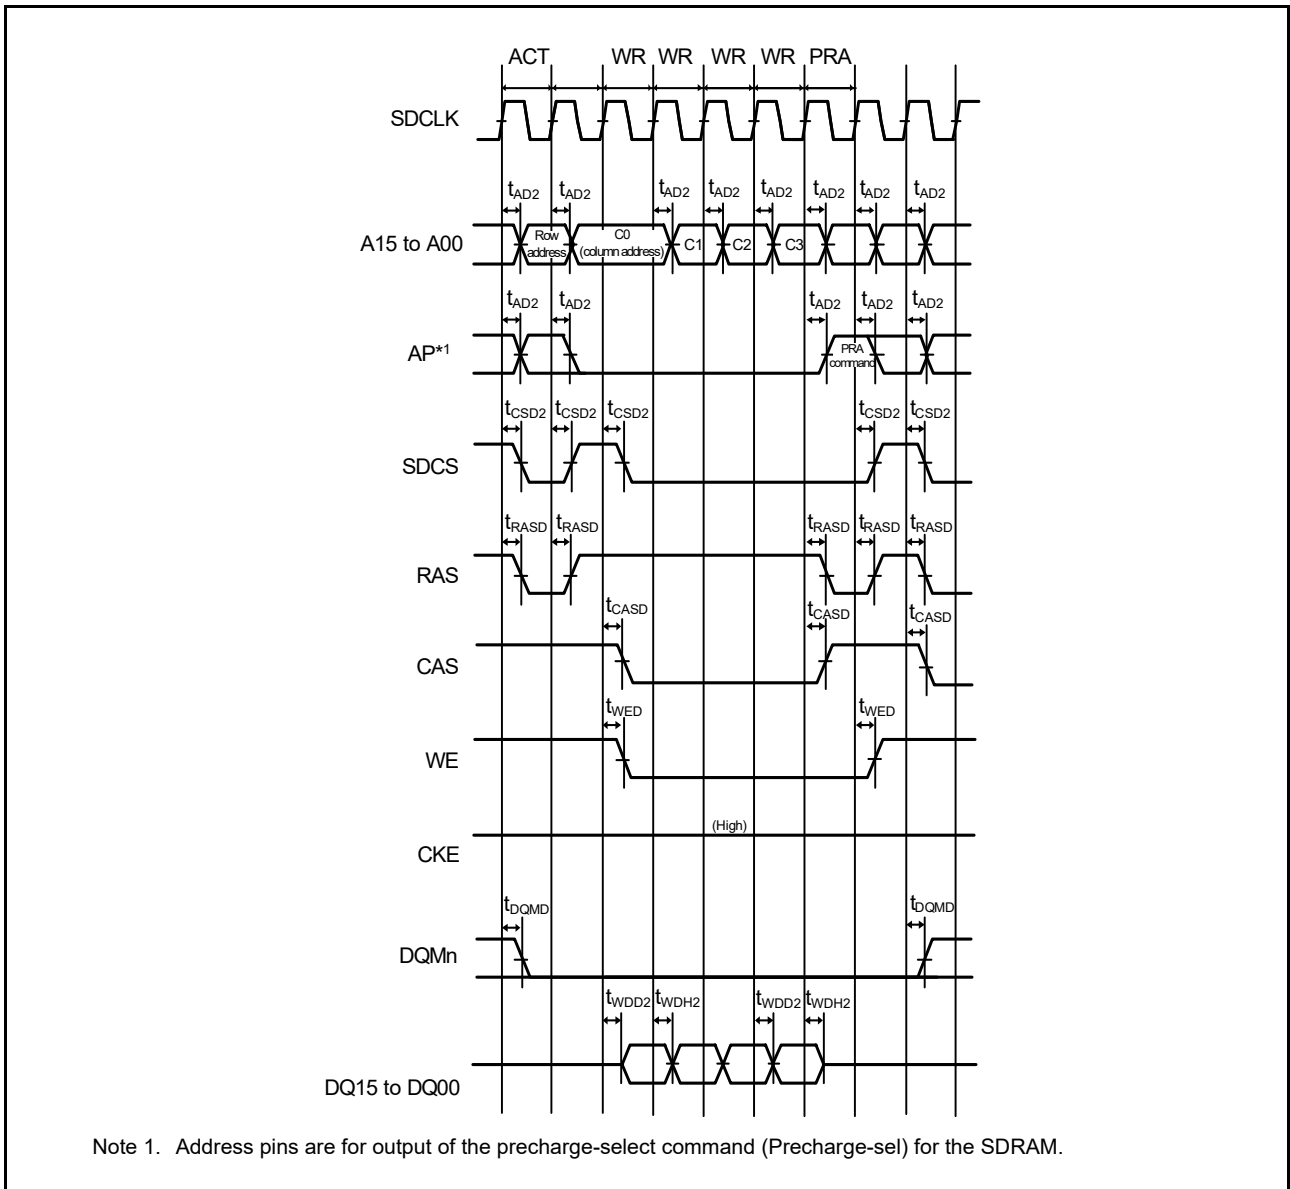 ACT WR WR WR WR PRA
SDCLK
tAD2 tAD2 tAD2 tAD2 tAD2 tAD2 tAD2 tAD2
A15 to A00
Row
address
C0
(column address)
C1 C2 C3
tAD2 tAD2 tAD2 tAD2 tAD2
AP*1
PRA
command
tCSD2 tCSD2 tCSD2 tCSD2 tCSD2
SDCS
tRASD tRASD tRASD tRASD tRASD
RAS
tCASD tCASD tCASD
CAS
tWED tWED
WE
(High)
CKE
tDQMD tDQMD
DQMn
tWDD2 tWDH2 tWDD2 tWDH2
DQ15 to DQ00
Note 1. Address pins are for output of the precharge-select command (Precharge-sel) for the SDRAM.